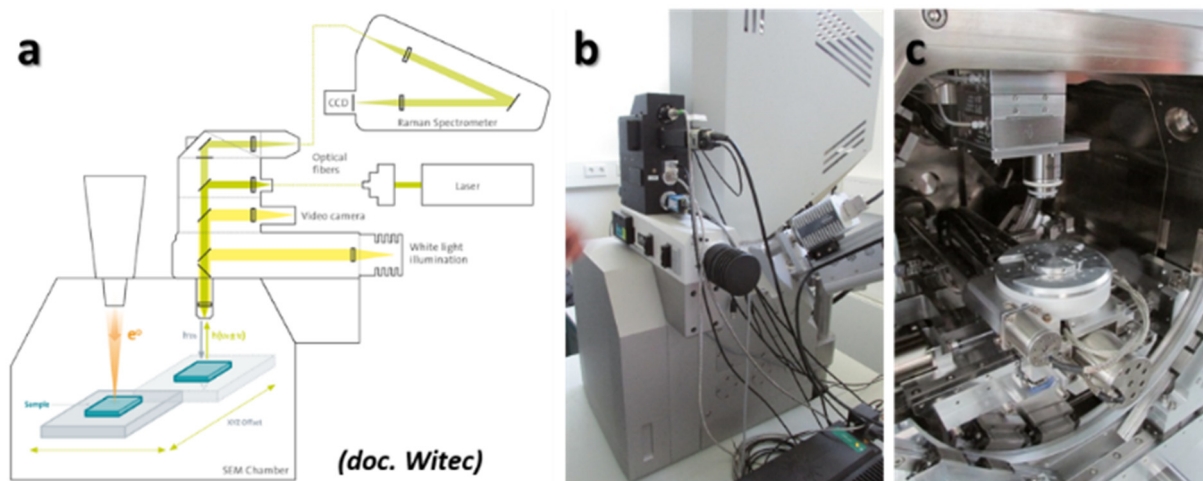 a
b
c
CCD
Raman Spectrometer
Optical
fibers
Laser
Video camera
White light
illumination
Sample
XYZ Offset
SEM Chamber
(doc. Witec)